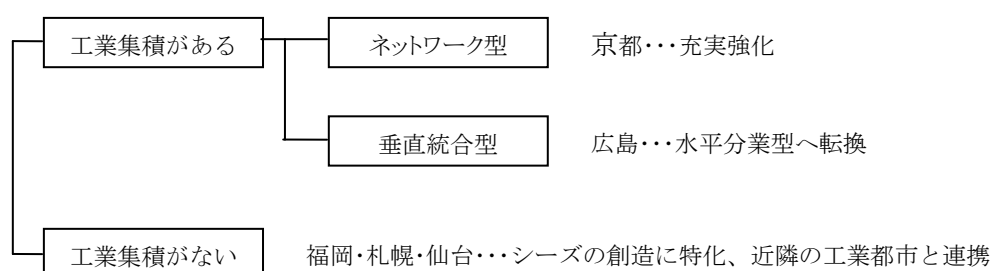 工業集積がある ネットワーク型 京都・・・充実強化
垂直統合型 広島・・・水平分業型へ転換
工業集積がない 福岡・札幌・仙台・・・シーズの創造に特化、近隣の工業都市と連携